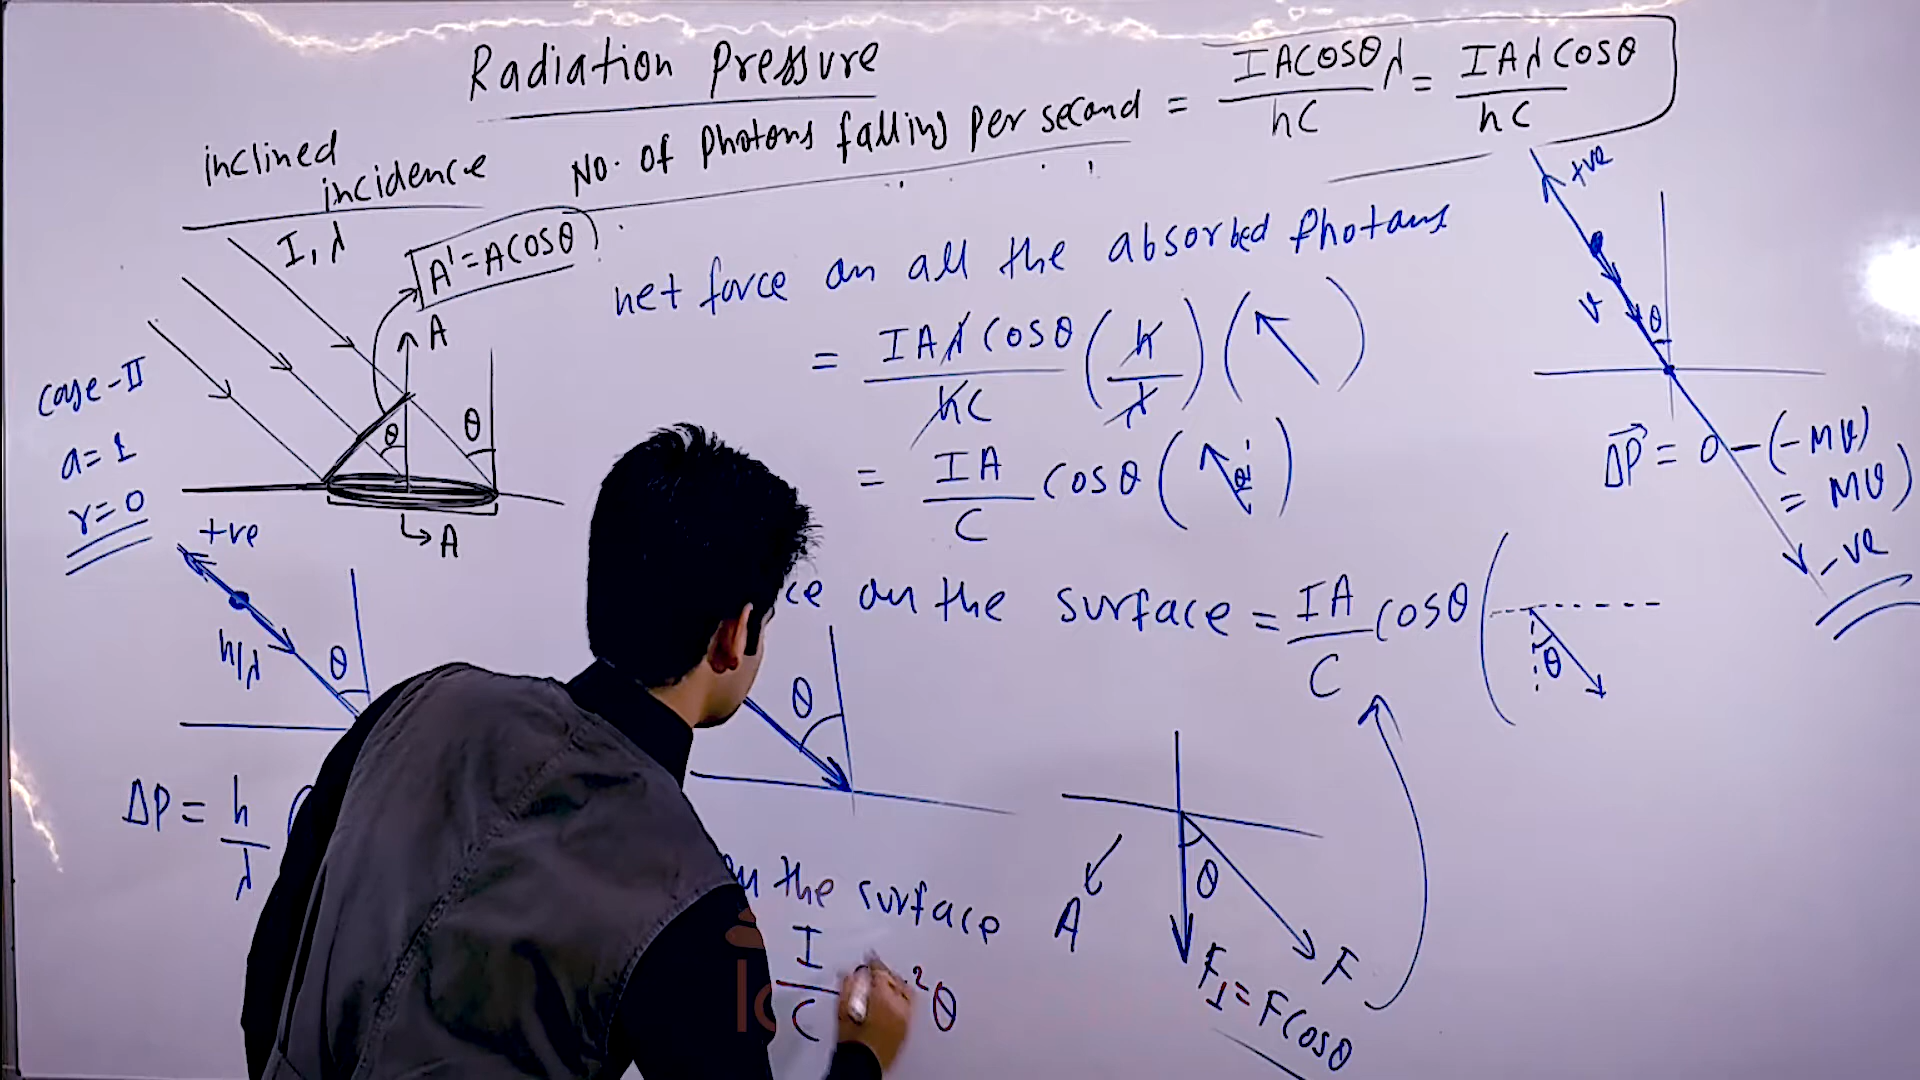 Radiation Pressure
inclined incidence
No. of Photons falling per second = IACOSθλ/hC = IAλCosθ/hC
I, λ
A' = ACOSθ
A
θ
θ
A
Case-II
a = 1
r = 0
net force on all the absorbed Photons
= IAλCosθ/hC (h/λ) (↖)
= IA/C Cosθ (↖ θ)
+ve
v
θ
ΔP = 0 - (-MV)
= MV)
-ve
ce on the surface = IA/C Cosθ (
θ
+ve
h/λ
θ
ΔP = h/λ (
θ
on the surface
I/C ²θ
A
θ
F
F⊥ = FCosθ